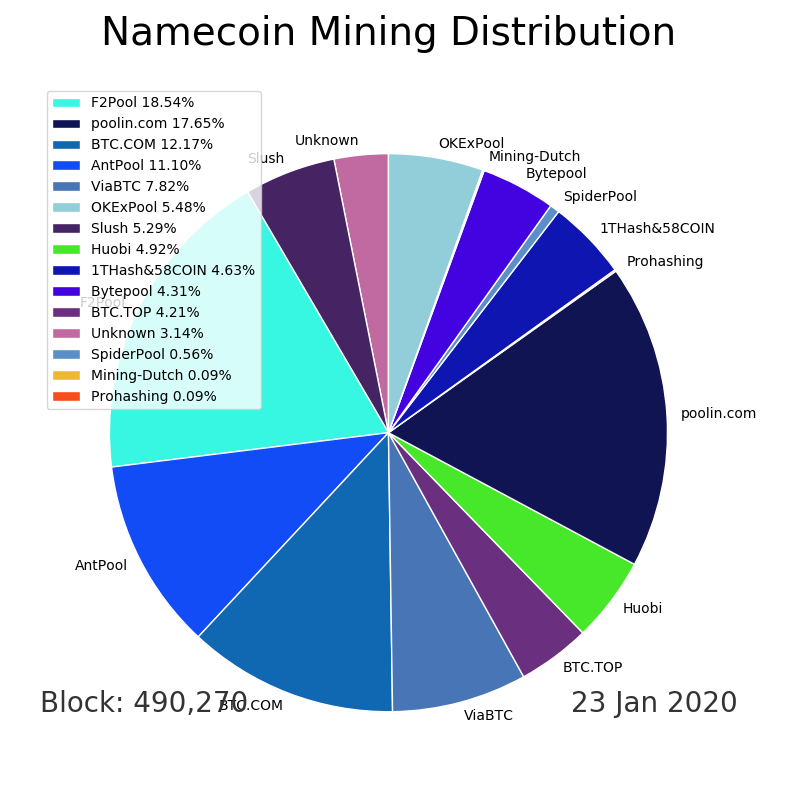 Namecoin Mining Distribution
F2Pool 18.54%
poolin.com 17.65%
BTC.COM 12.17%
AntPool 11.10%
ViaBTC 7.82%
OKExPool 5.48%
Slush 5.29%
Huobi 4.92%
1THash&58COIN 4.63%
Bytepool 4.31%
BTC.TOP 4.21%
Unknown 3.14%
SpiderPool 0.56%
Mining-Dutch 0.09%
Prohashing 0.09%
Unknown
OKExPool
Slush
Mining-Dutch
Bytepool
SpiderPool
1THash&58COIN
Prohashing
F2Pool
poolin.com
AntPool
Huobi
BTC.TOP
BTC.COM
ViaBTC
Block: 490,270
23 Jan 2020